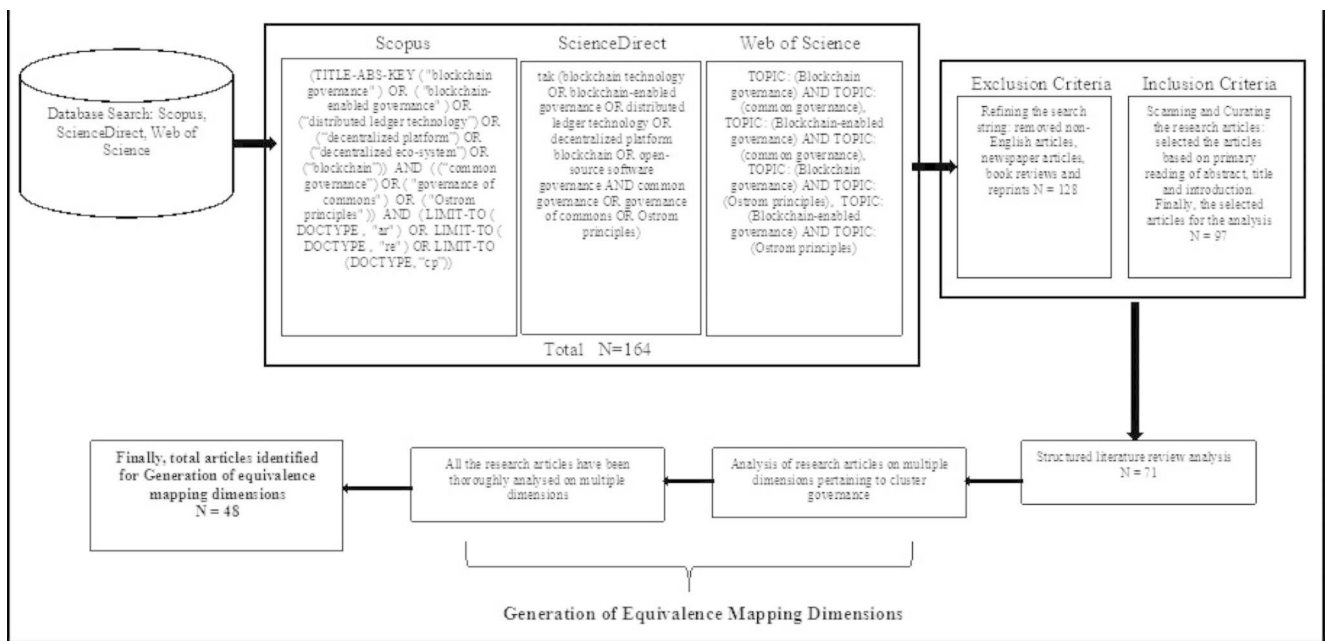 Database Search: Scopus,
ScienceDirect, Web of
Science
Scopus
(TITLE-ABS-KEY ("blockchain
governance" ) OR ( "blockchain-
enabled governance" ) OR
("distributed ledger technology") OR
("decentralized platform") OR
("decentralized eco-system") OR
("blockchain")) AND (("common
governance") OR ( "governance of
commons" ) OR ("Ostrom
principles" )) AND (LIMIT-TO (
DOCTYPE , "ar" ) OR LIMIT-TO (
DOCTYPE , "re" ) OR LIMIT-TO
(DOCTYPE, "cp"))
ScienceDirect
tak (blockchain technology
OR blockchain-enabled
governance OR distributed
ledger technology OR
decentralized platform
blockchain OR open-
source software
governance AND common
governance OR governance
of commons OR Ostrom
principles)
Web of Science
TOPIC: (Blockchain
governance) AND TOPIC:
(common governance),
TOPIC: (Blockchain-enabled
governance) AND TOPIC:
(common governance),
TOPIC: (Blockchain
governance) AND TOPIC:
(Ostrom principles), TOPIC:
(Blockchain-enabled
governance) AND TOPIC:
(Ostrom principles)
Total N=164
Exclusion Criteria
Refining the search
string: removed non-
English articles,
newspaper articles,
book reviews and
reprints N = 128
Inclusion Criteria
Scanning and Curating
the research articles:
selected the articles
based on primary
reading of abstract, title
and introduction.
Finally, the selected
articles for the analysis
N = 97
Structured literature review analysis
N = 71
Analysis of research articles on multiple
dimensions pertaining to cluster
governance
All the research articles have been
thoroughly analysed on multiple
dimensions
Finally, total articles identified
for Generation of equivalence
mapping dimensions
N = 48
Generation of Equivalence Mapping Dimensions